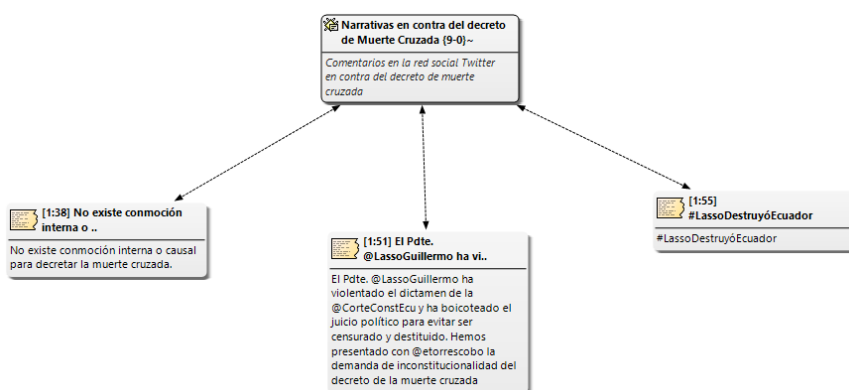 Narrativas en contra del decreto
de Muerte Cruzada {9-0}~
Comentarios en la red social Twitter
en contra del decreto de muerte
cruzada
[1:38] No existe conmoción
interna o ..
No existe conmoción interna o causal
para decretar la muerte cruzada.
[1:51] El Pdte.
@LassoGuillermo ha vi..
El Pdte. @LassoGuillermo ha
violentado el dictamen de la
@CorteConstEcu y ha boicoteado el
juicio político para evitar ser
censurado y destituido. Hemos
presentado con @etorrescobo la
demanda de inconstitucionalidad del
decreto de la muerte cruzada
[1:55]
#LassoDestruyóEcuador
#LassoDestruyóEcuador